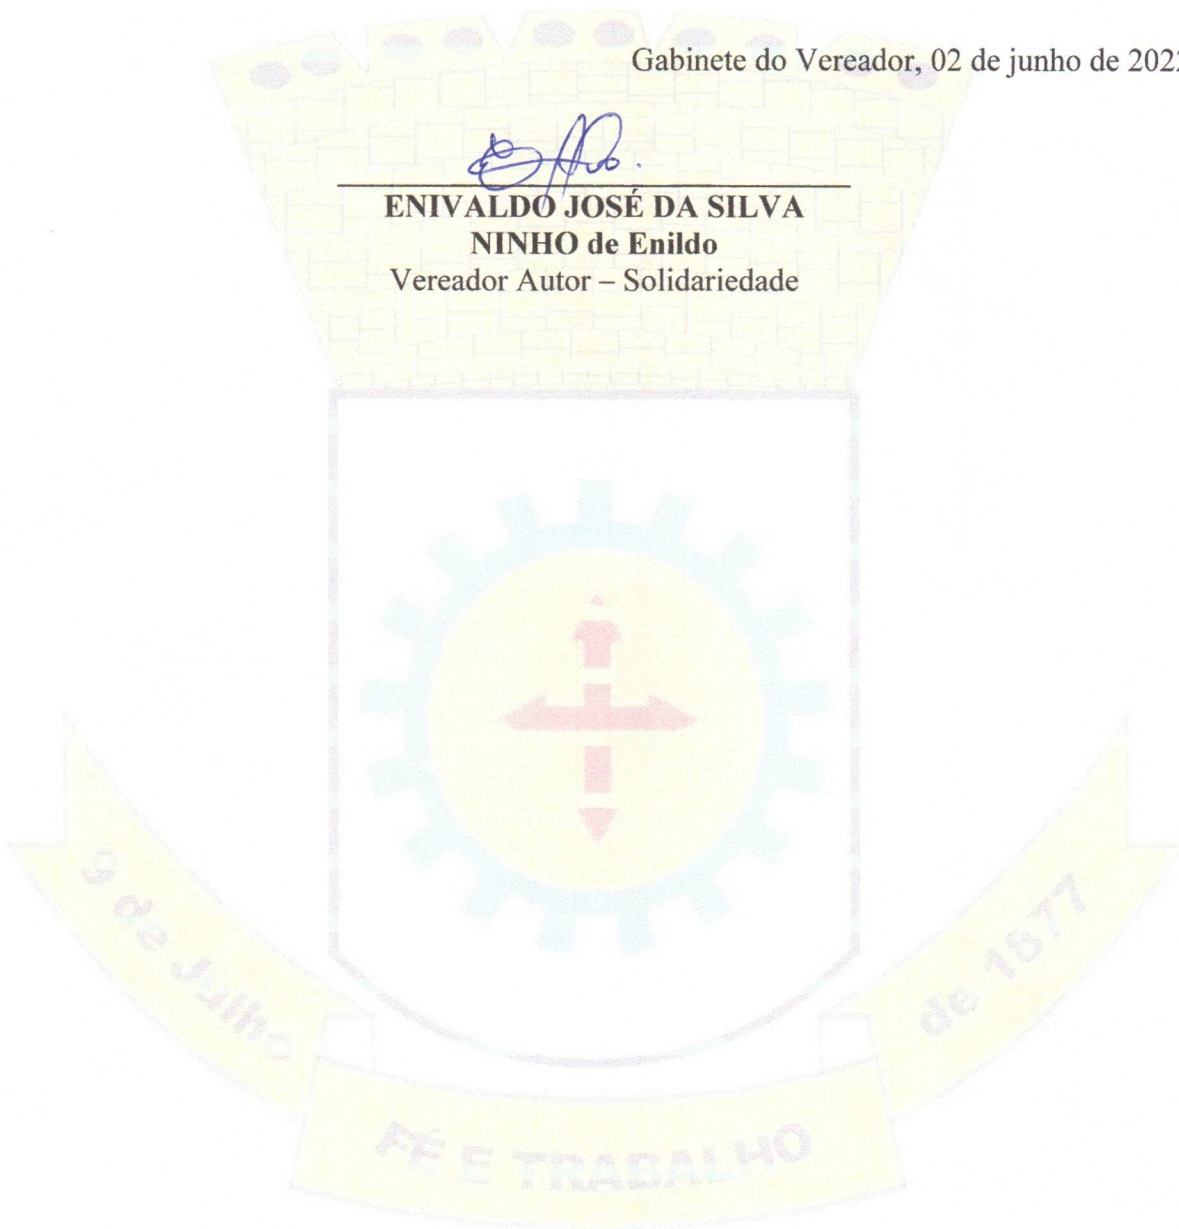 Gabinete do Vereador, 02 de junho de 2022
ENIVALDO JOSÉ DA SILVA
NINHO de Enildo
Vereador Autor – Solidariedade
9 de Julho
de 1877
FÉ E TRABALHO